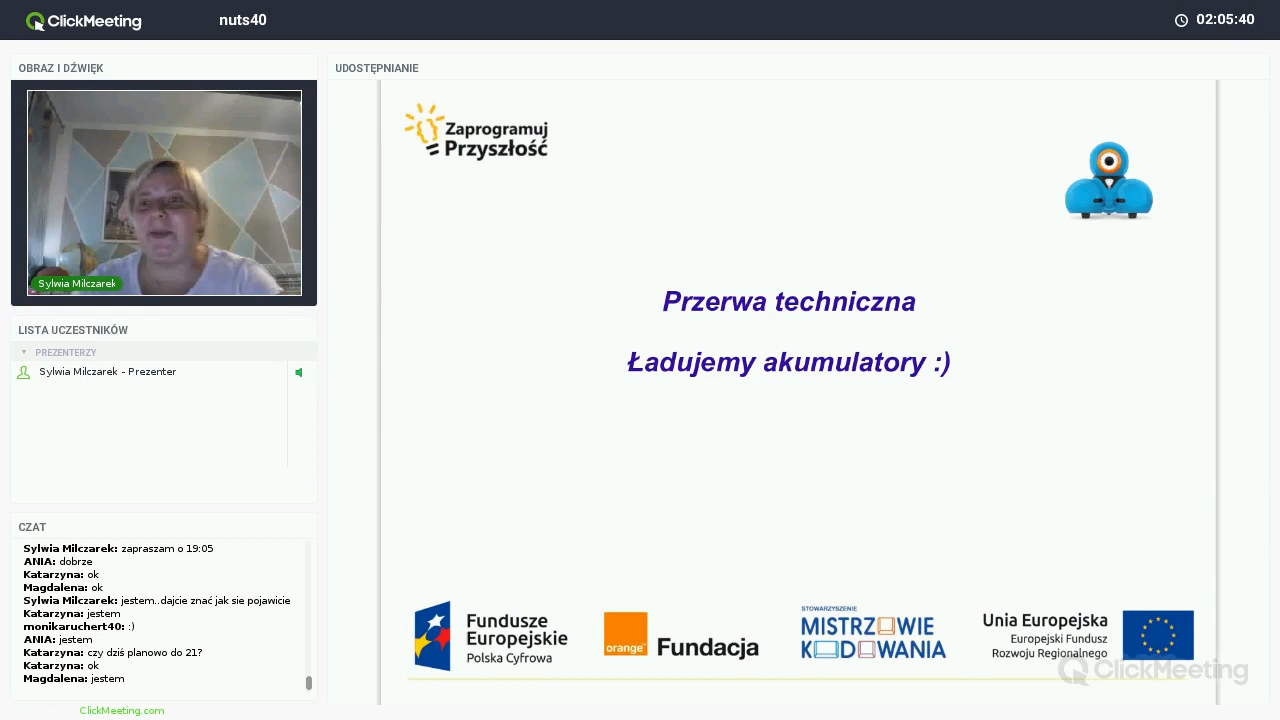 ClickMeeting
nuts40
02:05:40
OBRAZ I DŹWIĘK
Sylwia Milczarek
LISTA UCZESTNIKÓW
PREZENTERZY
Sylwia Milczarek - Prezenter
CZAT
Sylwia Milczarek: zapraszam o 19:05
ANIA: dobrze
Katarzyna: ok
Magdalena: ok
Sylwia Milczarek: jestem..dajcie znać jak sie pojawicie
Katarzyna: jestem
monikaruchert40: :)
ANIA: jestem
Katarzyna: czy dziś planowo do 21?
Katarzyna: ok
Magdalena: jestem
ClickMeeting.com
UDOSTĘPNIANIE
Zaprogramuj
Przyszłość
Przerwa techniczna
Ładujemy akumulatory :)
Fundusze
Europejskie
Polska Cyfrowa
orange
Fundacja
STOWARZYSZENIE
MISTRZOWIE
KODOWANIA
Unia Europejska
Europejski Fundusz
Rozwoju Regionalnego
ClickMeeting